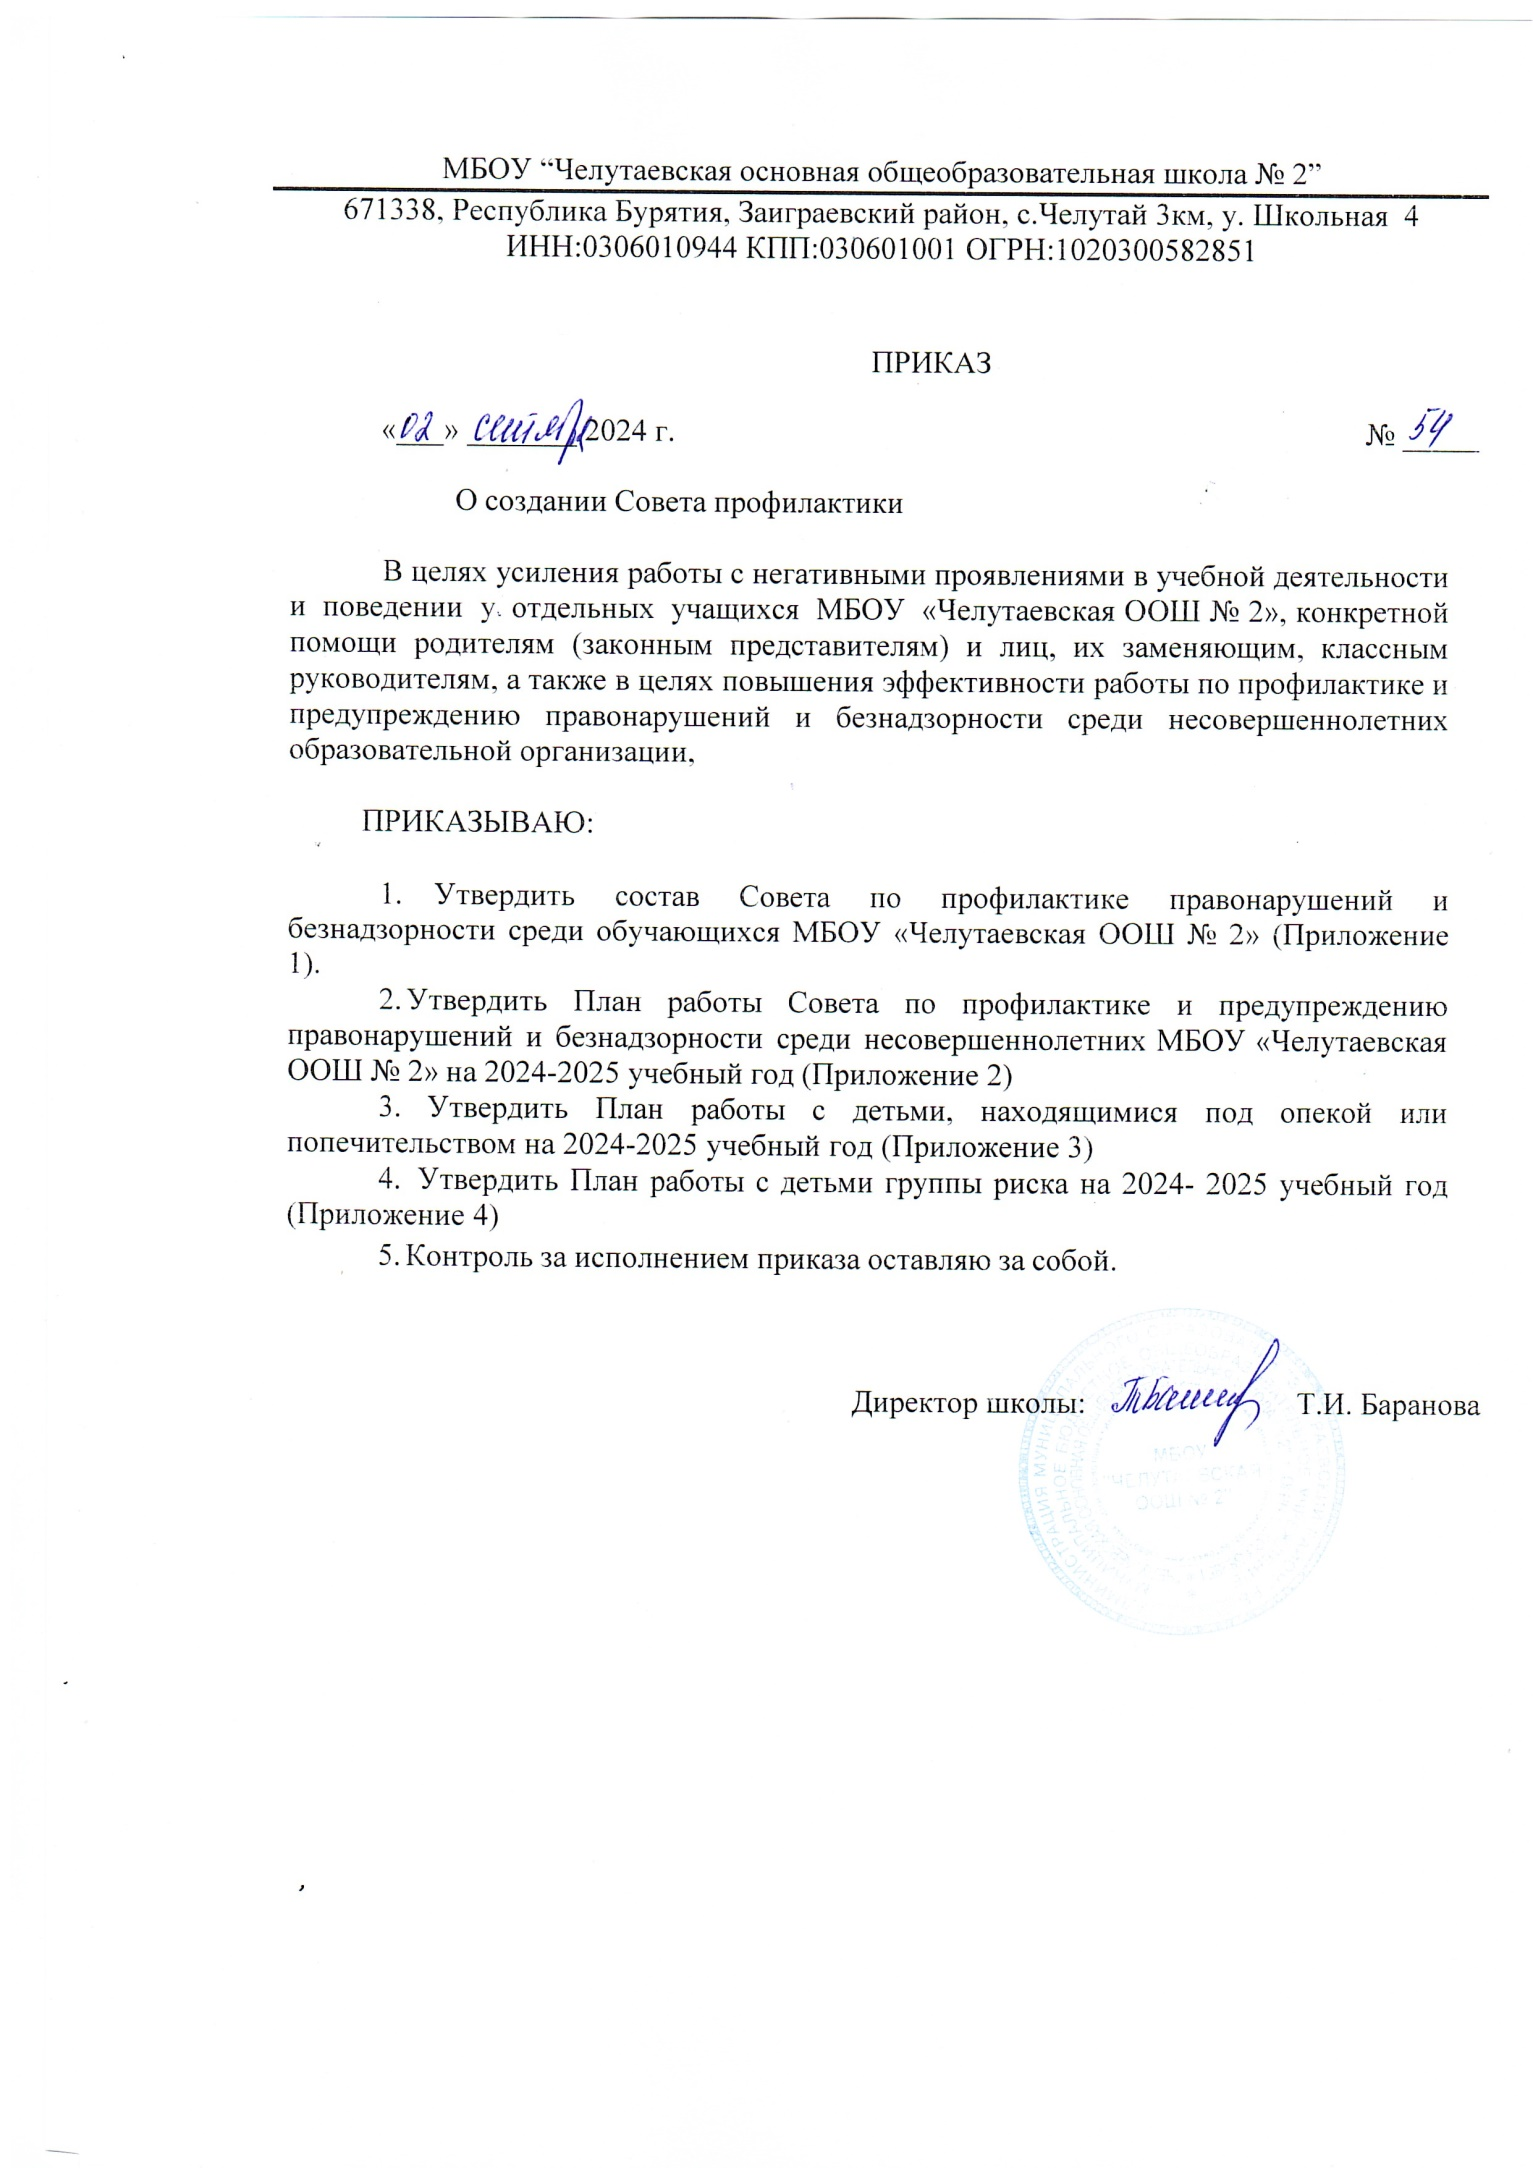 МБОУ “Челутаевская основная общеобразовательная школа № 2”
671338, Республика Бурятия, Заиграевский район, с.Челутай 3км, у. Школьная 4
ИНН:0306010944 КПП:030601001 ОГРН:1020300582851
ПРИКАЗ
«02» сентября 2024 г. № 54
О создании Совета профилактики
В целях усиления работы с негативными проявлениями в учебной деятельности
и поведении у отдельных учащихся МБОУ «Челутаевская ООШ № 2», конкретной
помощи родителям (законным представителям) и лиц, их заменяющим, классным
руководителям, а также в целях повышения эффективности работы по профилактике и
предупреждению правонарушений и безнадзорности среди несовершеннолетних
образовательной организации,
ПРИКАЗЫВАЮ:
1. Утвердить состав Совета по профилактике правонарушений и
безнадзорности среди обучающихся МБОУ «Челутаевская ООШ № 2» (Приложение
1).
2. Утвердить План работы Совета по профилактике и предупреждению
правонарушений и безнадзорности среди несовершеннолетних МБОУ «Челутаевская
ООШ № 2» на 2024-2025 учебный год (Приложение 2)
3. Утвердить План работы с детьми, находящимися под опекой или
попечительством на 2024-2025 учебный год (Приложение 3)
4. Утвердить План работы с детьми группы риска на 2024- 2025 учебный год
(Приложение 4)
5. Контроль за исполнением приказа оставляю за собой.
Директор школы: Т.И. Баранова
МБОУ
"ЧЕЛУТАЕВСКАЯ
ООШ № 2"